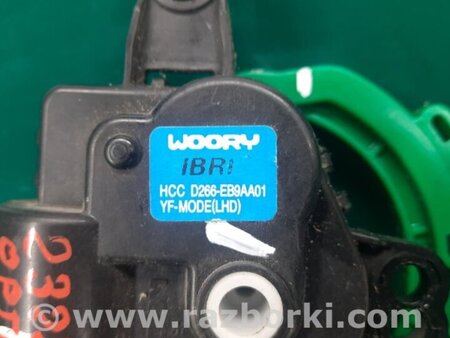 WOORY
IBRI
HCC D266-EB9AA01
YF-MODE(LHD)
© www.razborki.com